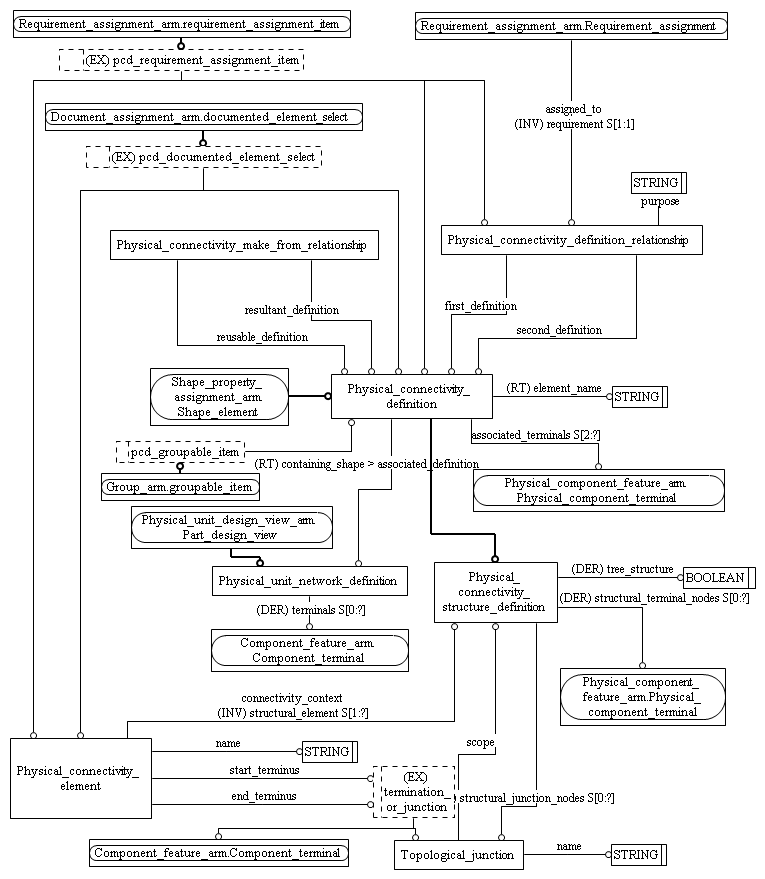 Requirement_assignment_arm.requirement_assignment_item
Requirement_assignment_arm.Requirement_assignment
(EX) pcd_requirement_assignment_item
assigned_to
(INV) requirement S[1:1]
Document_assignment_arm.documented_element_select
(EX) pcd_documented_element_select
STRING
purpose
Physical_connectivity_make_from_relationship
Physical_connectivity_definition_relationship
resultant_definition
first_definition
reusable_definition
second_definition
Shape_property_
assignment_arm.
Shape_element
Physical_connectivity_
definition
(RT) element_name
STRING
pcd_groupable_item
associated_terminals S[2:?]
(RT) containing_shape > associated_definition
Group_arm.groupable_item
Physical_component_feature_arm.
Physical_component_terminal
Physical_unit_design_view_arm.
Part_design_view
Physical_unit_network_definition
Physical_
connectivity_
structure_definition
(DER) tree_structure
BOOLEAN
(DER) structural_terminal_nodes S[0:?]
(DER) terminals S[0:?]
Component_feature_arm.
Component_terminal
Physical_component_
feature_arm.Physical_
component_terminal
connectivity_context
(INV) structural_element S[1:?]
scope
Physical_connectivity_
element
name
STRING
start_terminus
end_terminus
(EX)
termination_
or_junction
structural_junction_nodes S[0:?]
Component_feature_arm.Component_terminal
Topological_junction
name
STRING